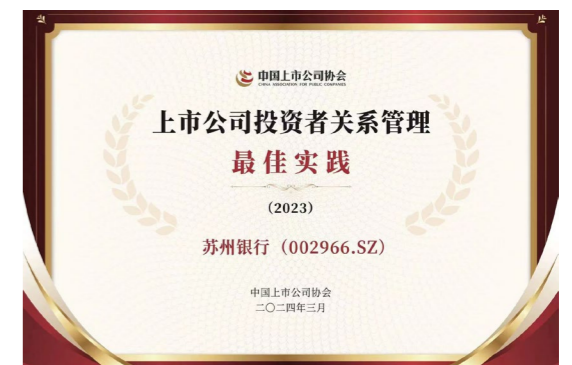 中国上市公司协会
CHINA ASSOCIATION FOR PUBLIC COMPANIES
上市公司投资者关系管理
最佳实践
(2023)
苏州银行(002966.SZ)
中国上市公司协会
二〇二四年三月